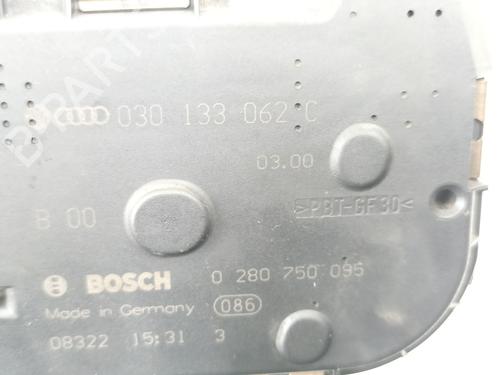 030 133 062 C
03.00
>PBT-GF30<
B 00
BOSCH 0 280 750 095
Made in Germany 086
08322 15:31 3